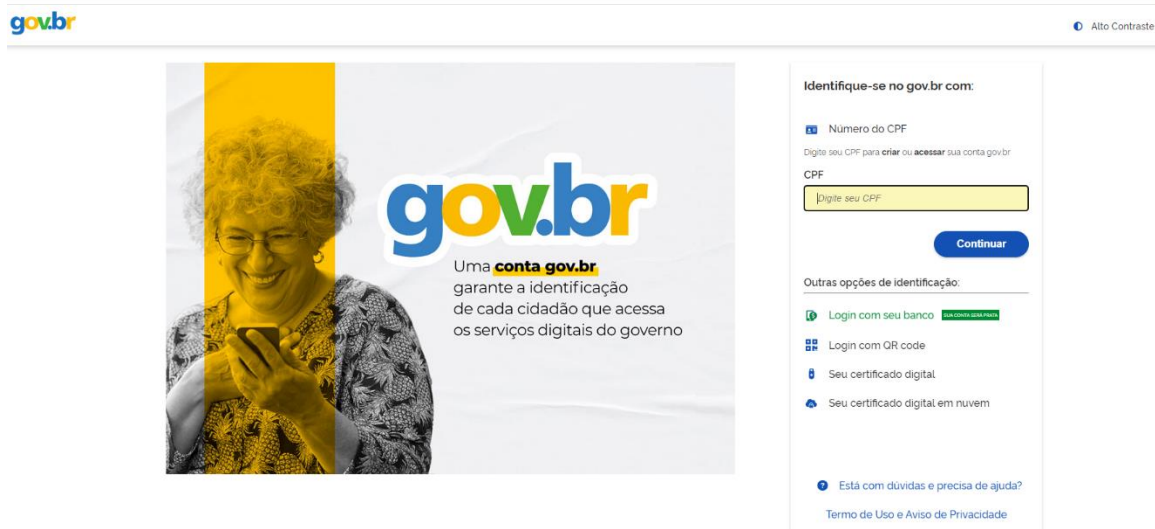 gov.br
Alto Contraste
gov.br
Uma conta gov.br
garante a identificação
de cada cidadão que acessa
os serviços digitais do governo
Identifique-se no gov.br com:
Número do CPF
Digite seu CPF para criar ou acessar sua conta gov.br
CPF
Digite seu CPF
Continuar
Outras opções de identificação:
Login com seu banco SUA CONTA SERÁ PRATA
Login com QR code
Seu certificado digital
Seu certificado digital em nuvem
Está com dúvidas e precisa de ajuda?
Termo de Uso e Aviso de Privacidade